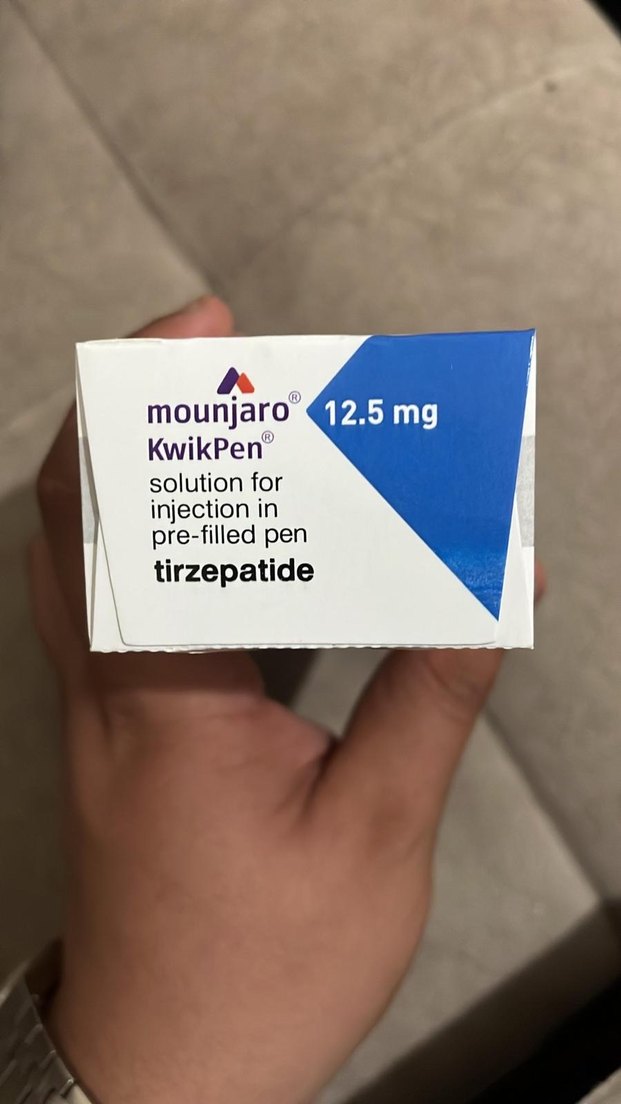 mounjaro®
12.5 mg
KwikPen®
solution for
injection in
pre-filled pen
tirzepatide